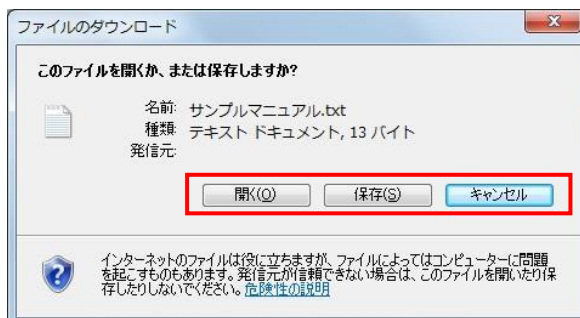 ファイルのダウンロード
このファイルを開くか、または保存しますか?
名前: サンプルマニュアル.txt
種類: テキスト ドキュメント, 13 バイト
発信元:
開く(O) 保存(S) キャンセル
インターネットのファイルは役に立ちますが、ファイルによってはコンピューターに問題
を起こすものもあります。発信元が信頼できない場合は、このファイルを開いたり保
存したりしないでください。危険性の説明